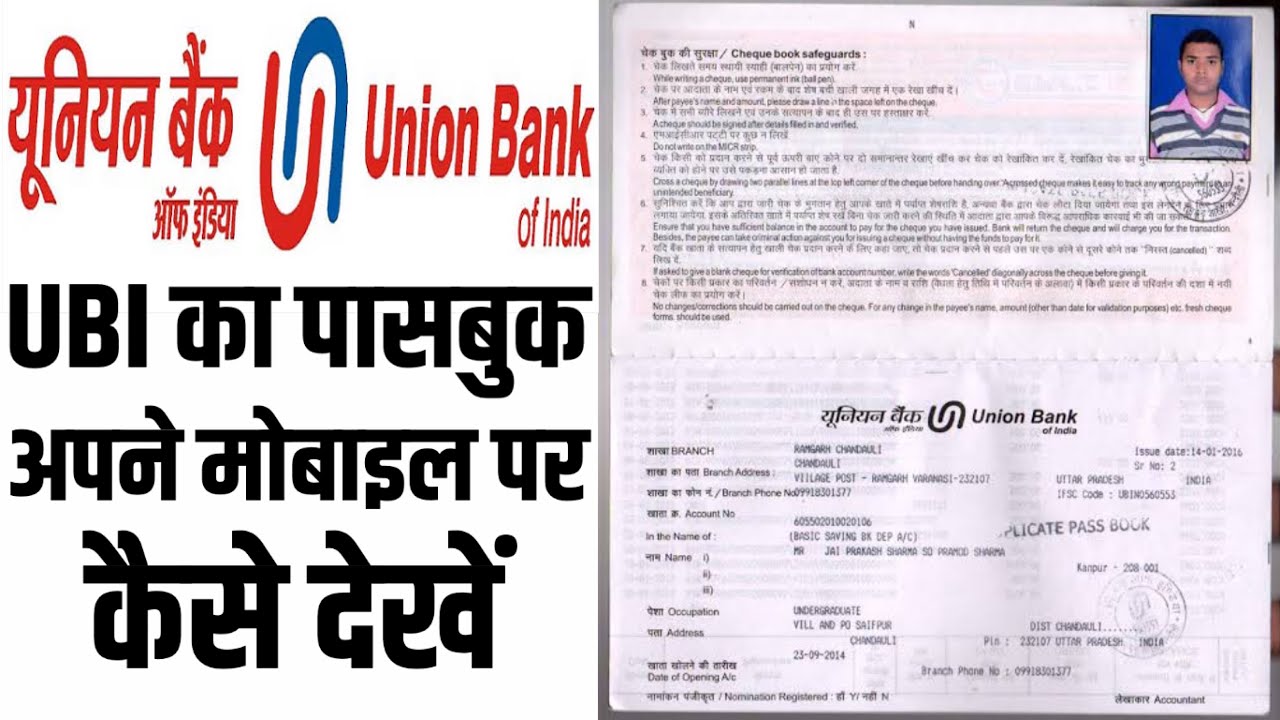 यूनियन बैंक
ऑफ इंडिया
Union Bank
of India
UBI का पासबुक
अपने मोबाइल पर
कैसे देखें
N
चेक बुक की सुरक्षा / Cheque book safeguards :
1. चेक लिखते समय स्थायी स्याही (बालपेन) का प्रयोग करें.
While writing a cheque, use permanent ink (ball pen).
2. चेक पर आदाता के नाम एवं रकम के बाद शेष बची खाली जगह में एक रेखा खींच दें।
After payee's name and amount, please draw a line in the space left on the cheque.
3. चेक में सभी ब्यौरे लिखने एवं उनके सत्यापन के बाद ही उस पर हस्ताक्षर करें.
A cheque should be signed after details filled in and verified.
4. एमआईसीआर पट्टी पर कुछ न लिखें
Do not write on the MICR strip.
5. चेक किसी को प्रदान करने से पूर्व ऊपरी बाएं कोने पर दो समानान्तर रेखाएं खींच कर चेक को रेखांकित कर दें, रेखांकित चेक का
व्यक्ति को होने पर उसे पकड़ना आसान हो जाता है.
Cross a cheque by drawing two parallel lines at the top left corner of the cheque before handing over "Acrossed cheque makes it easy to track any wrong payment to an
unintended beneficiary.
6. सुनिश्चित करें कि आप द्वारा जारी चेक के भुगतान हेतु आपके खाते में पर्याप्त शेषराशि है, अन्यथा बैंक द्वारा चेक लौटा दिया जायेगा तथा इस
लगाया जायेगा. इसके अतिरिक्त खाते में पर्याप्त शेष रखे बिना चेक जारी करने की स्थिति में आदाता द्वारा आपके विरुद्ध आपराधिक कारवाई भी की जा सकती है
Ensure that you have sufficient balance in the account to pay for the cheque you have issued. Bank will return the cheque and will charge you for the transaction.
Besides, the payee can take criminal action against you for issuing a cheque without having the funds to pay for it.
7. यदि बैंक खाता के सत्यापन हेतु खाली चेक प्रदान करने के लिए कहा जाए, तो चेक प्रदान करने से पहले उस पर एक कोने से दूसरे कोने तक "निरस्त (cancelled) " शब्द
लिख दें.
If asked to give a blank cheque for verification of bank account number, write the words 'Cancelled' diagonally across the cheque before giving it.
8. चेकों पर किसी प्रकार का परिवर्तन / संशोधन न करें, अदाता के नाम व राशि (वैधता हेतु तिथि में परिवर्तन के अलावा) में किसी प्रकार के परिवर्तन की दशा में नयी
चेक लीफ का प्रयोग करें।
No changes/corrections should be carried out on the cheque. For any change in the payee's name, amount (other than date for validation purposes) etc. fresh cheque
forms. should be used.
यूनियन बैंक Union Bank
ऑफ इंडिया of India
शाखा BRANCH RAMGARH CHANDAULI Issue date:14-01-2016
CHANDAULI Sr No: 2
शाखा का पता Branch Address : VIILAGE POST - RAMGARH VARANASI-232107 UTTAR PRADESH INDIA
शाखा का फोन नं. / Branch Phone No 09918301377 IFSC Code : UBIN0560553
खाता क्र. Account No 605502010020106
In the Name of : (BASIC SAVING BK DEP A/C) PLICATE PASS BOOK
नाम Name i) MR JAI PRAKASH SHARMA SO PRAMOD SHARMA
ii) Kanpur - 208 001
iii)
पेशा Occupation UNDERGRADUATE
पता Address VILL AND PO SAIFPUR DIST CHANDAULI
CHANDAULI Pin : 232107 UTTAR PRADESH INDIA
खाता खोलने की तारीख 23-09-2014 Branch Phone No : 09918301377
Date of Opening A/c
नामांकन पंजीकृत / Nomination Registered : हाँ Y/ नहीं N लेखाकार Accountant